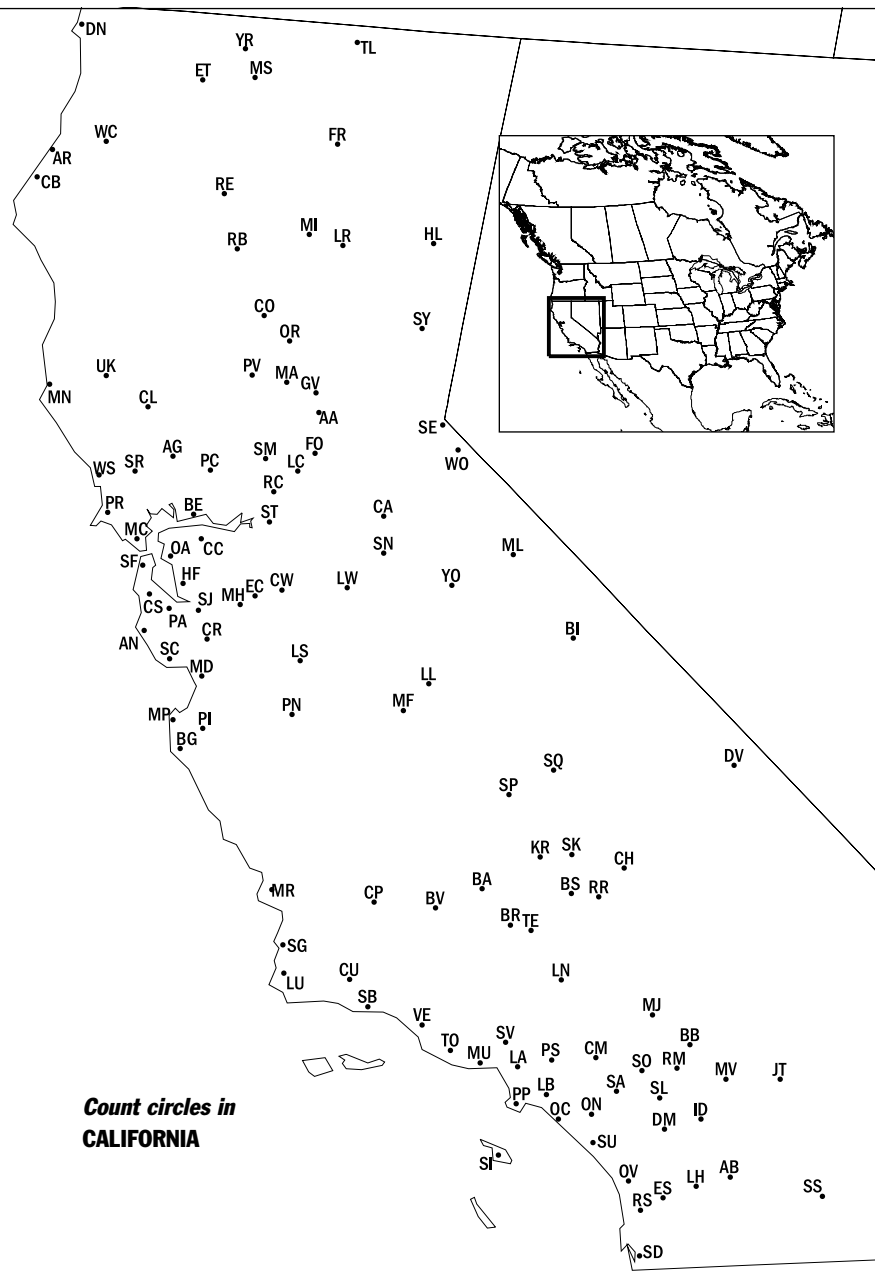 DN
YR
TL
ET
MS
WC
FR
AR
CB
RE
MI
RB
LR
HL
CO
SY
OR
UK
PV
MA
GV
MN
CL
AA
SE
AG
SM
FO
WO
WS
SR
PC
LC
RC
PR
BE
ST
CA
MC
OA
CC
SN
ML
SF
HF
EC
CW
LW
YO
CS
PA
SJ
MH
AN
CR
BI
SC
MD
LS
LL
MP
PI
PN
MF
BG
SQ
DV
SP
KR
SK
CH
MR
CP
BV
BA
BS
RR
BR
TE
SG
LU
CU
LN
SB
MJ
VE
TO
SV
BB
MU
LA
PS
CM
SO
RM
MV
JT
Count circles in
CALIFORNIA
PP
LB
SA
SL
OC
ON
DM
ID
SU
SI
OV
AB
RS
ES
LH
SS
SD